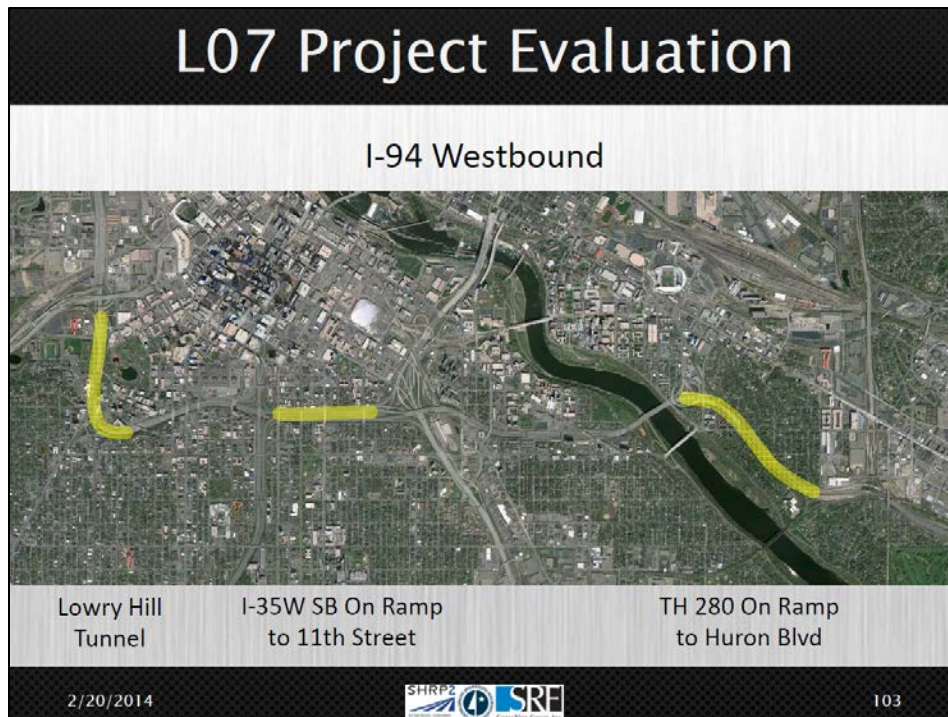 L07 Project Evaluation
I-94 Westbound
Lowry Hill
Tunnel
I-35W SB On Ramp
to 11th Street
TH 280 On Ramp
to Huron Blvd
2/20/2014
SHRP2
SRF
103